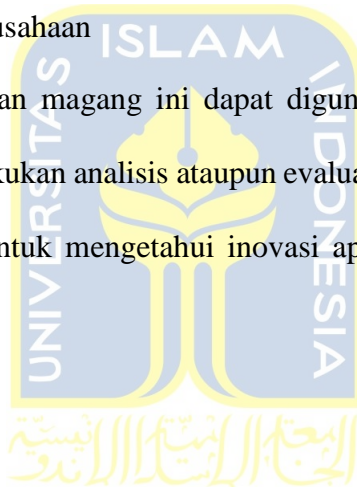 usahaan
an magang ini dapat digun
kukan analisis ataupun evalua
ntuk mengetahui inovasi ap
UNIVERSITAS ISLAM INDONESIA